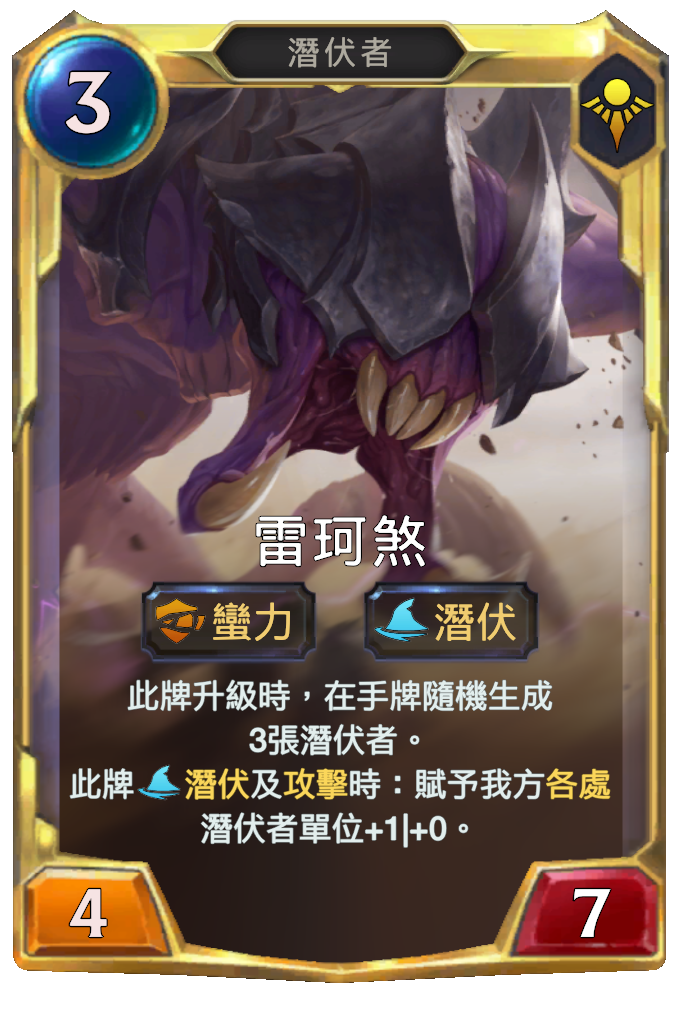 潛伏者
3
雷珂煞
蠻力 潛伏
此牌升級時，在手牌隨機生成
3張潛伏者。
此牌潛伏及攻擊時：賦予我方各處
潛伏者單位+1|+0。
4
7